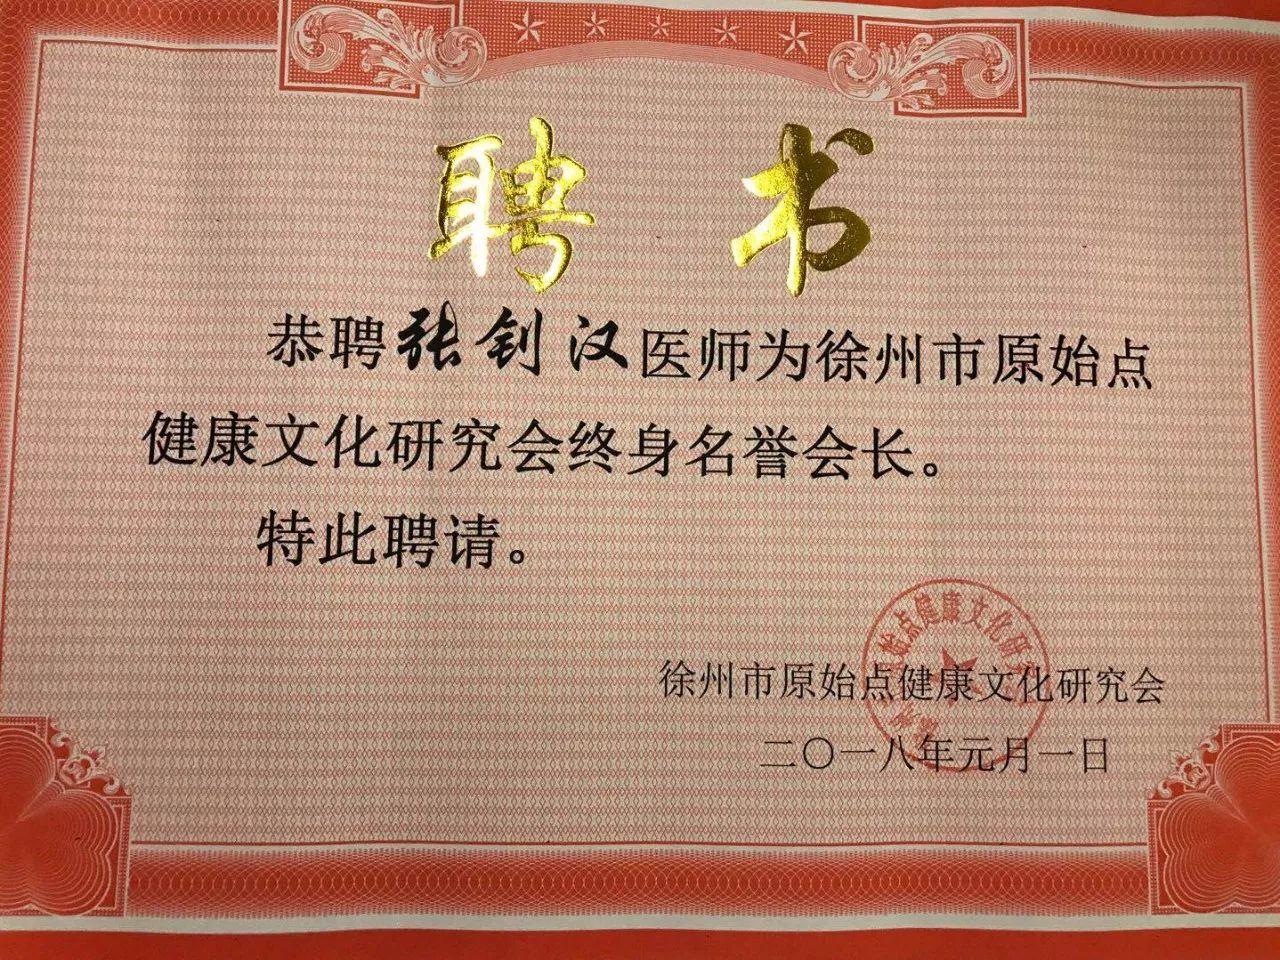 聘书
恭聘张钊汉医师为徐州市原始点
健康文化研究会终身名誉会长。
特此聘请。
徐州市原始点健康文化研究会
二〇一八年元月一日